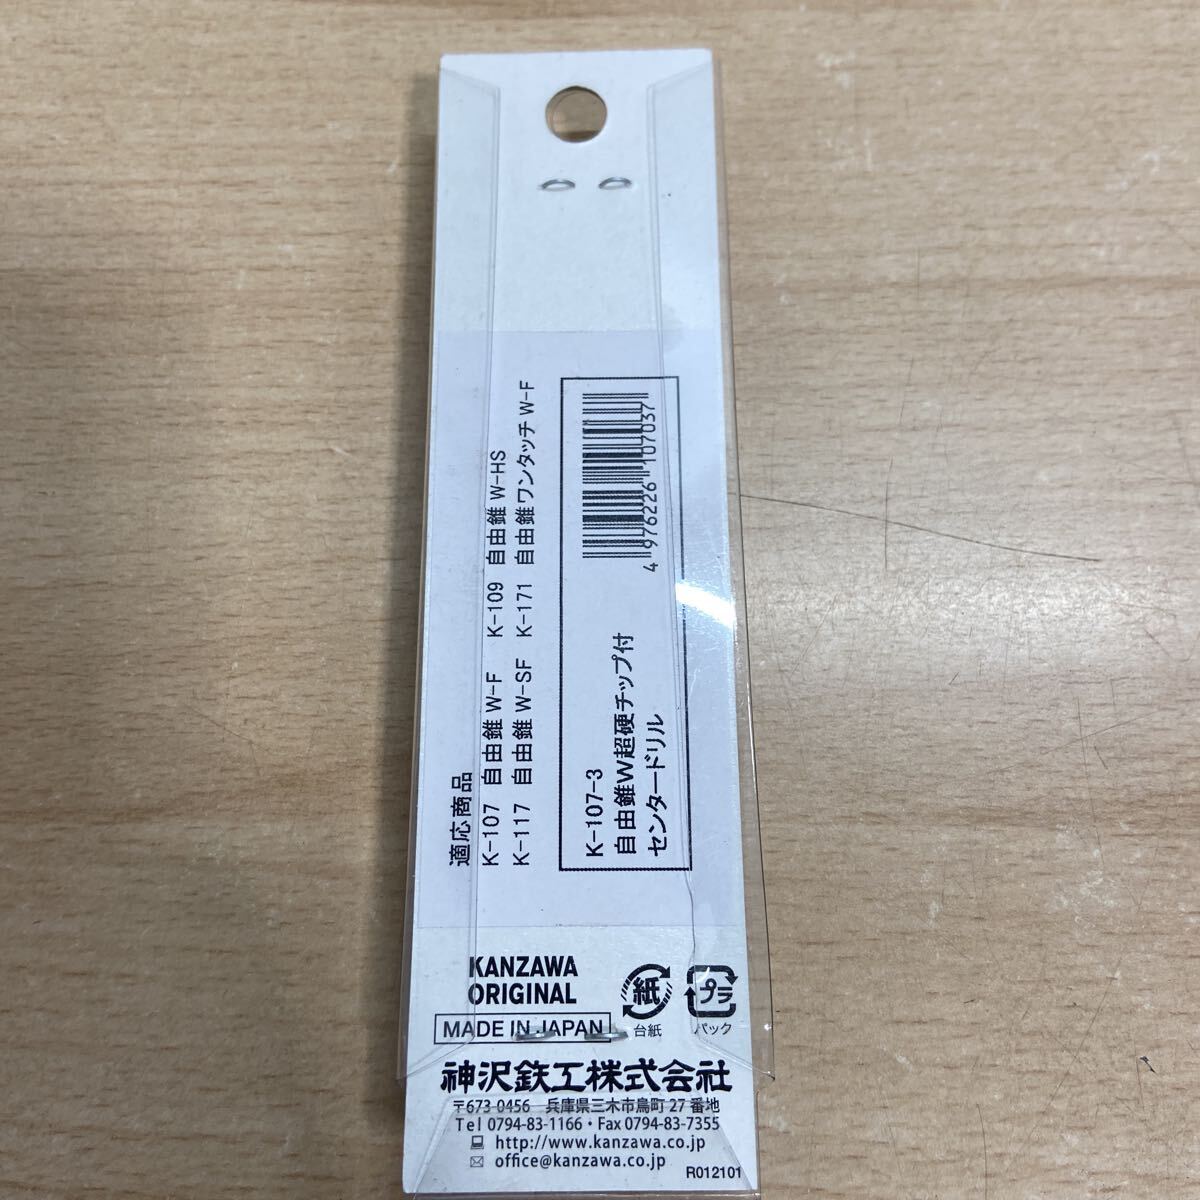 適応商品
K-107 自由錐 W-F K-109 自由錐 W-HS
K-117 自由錐 W-SF K-171 自由錐ワンタッチ W-F
K-107-3
自由錐W超硬チップ付
センタードリル
4 976226 107037
KANZAWA
ORIGINAL
MADE IN JAPAN
紙
台紙
プラ
パック
神沢鉄工株式会社
〒673-0456 兵庫県三木市鳥町 27 番地
Tel 0794-83-1166・Fax 0794-83-7355
http://www.kanzawa.co.jp
office@kanzawa.co.jp
R012101